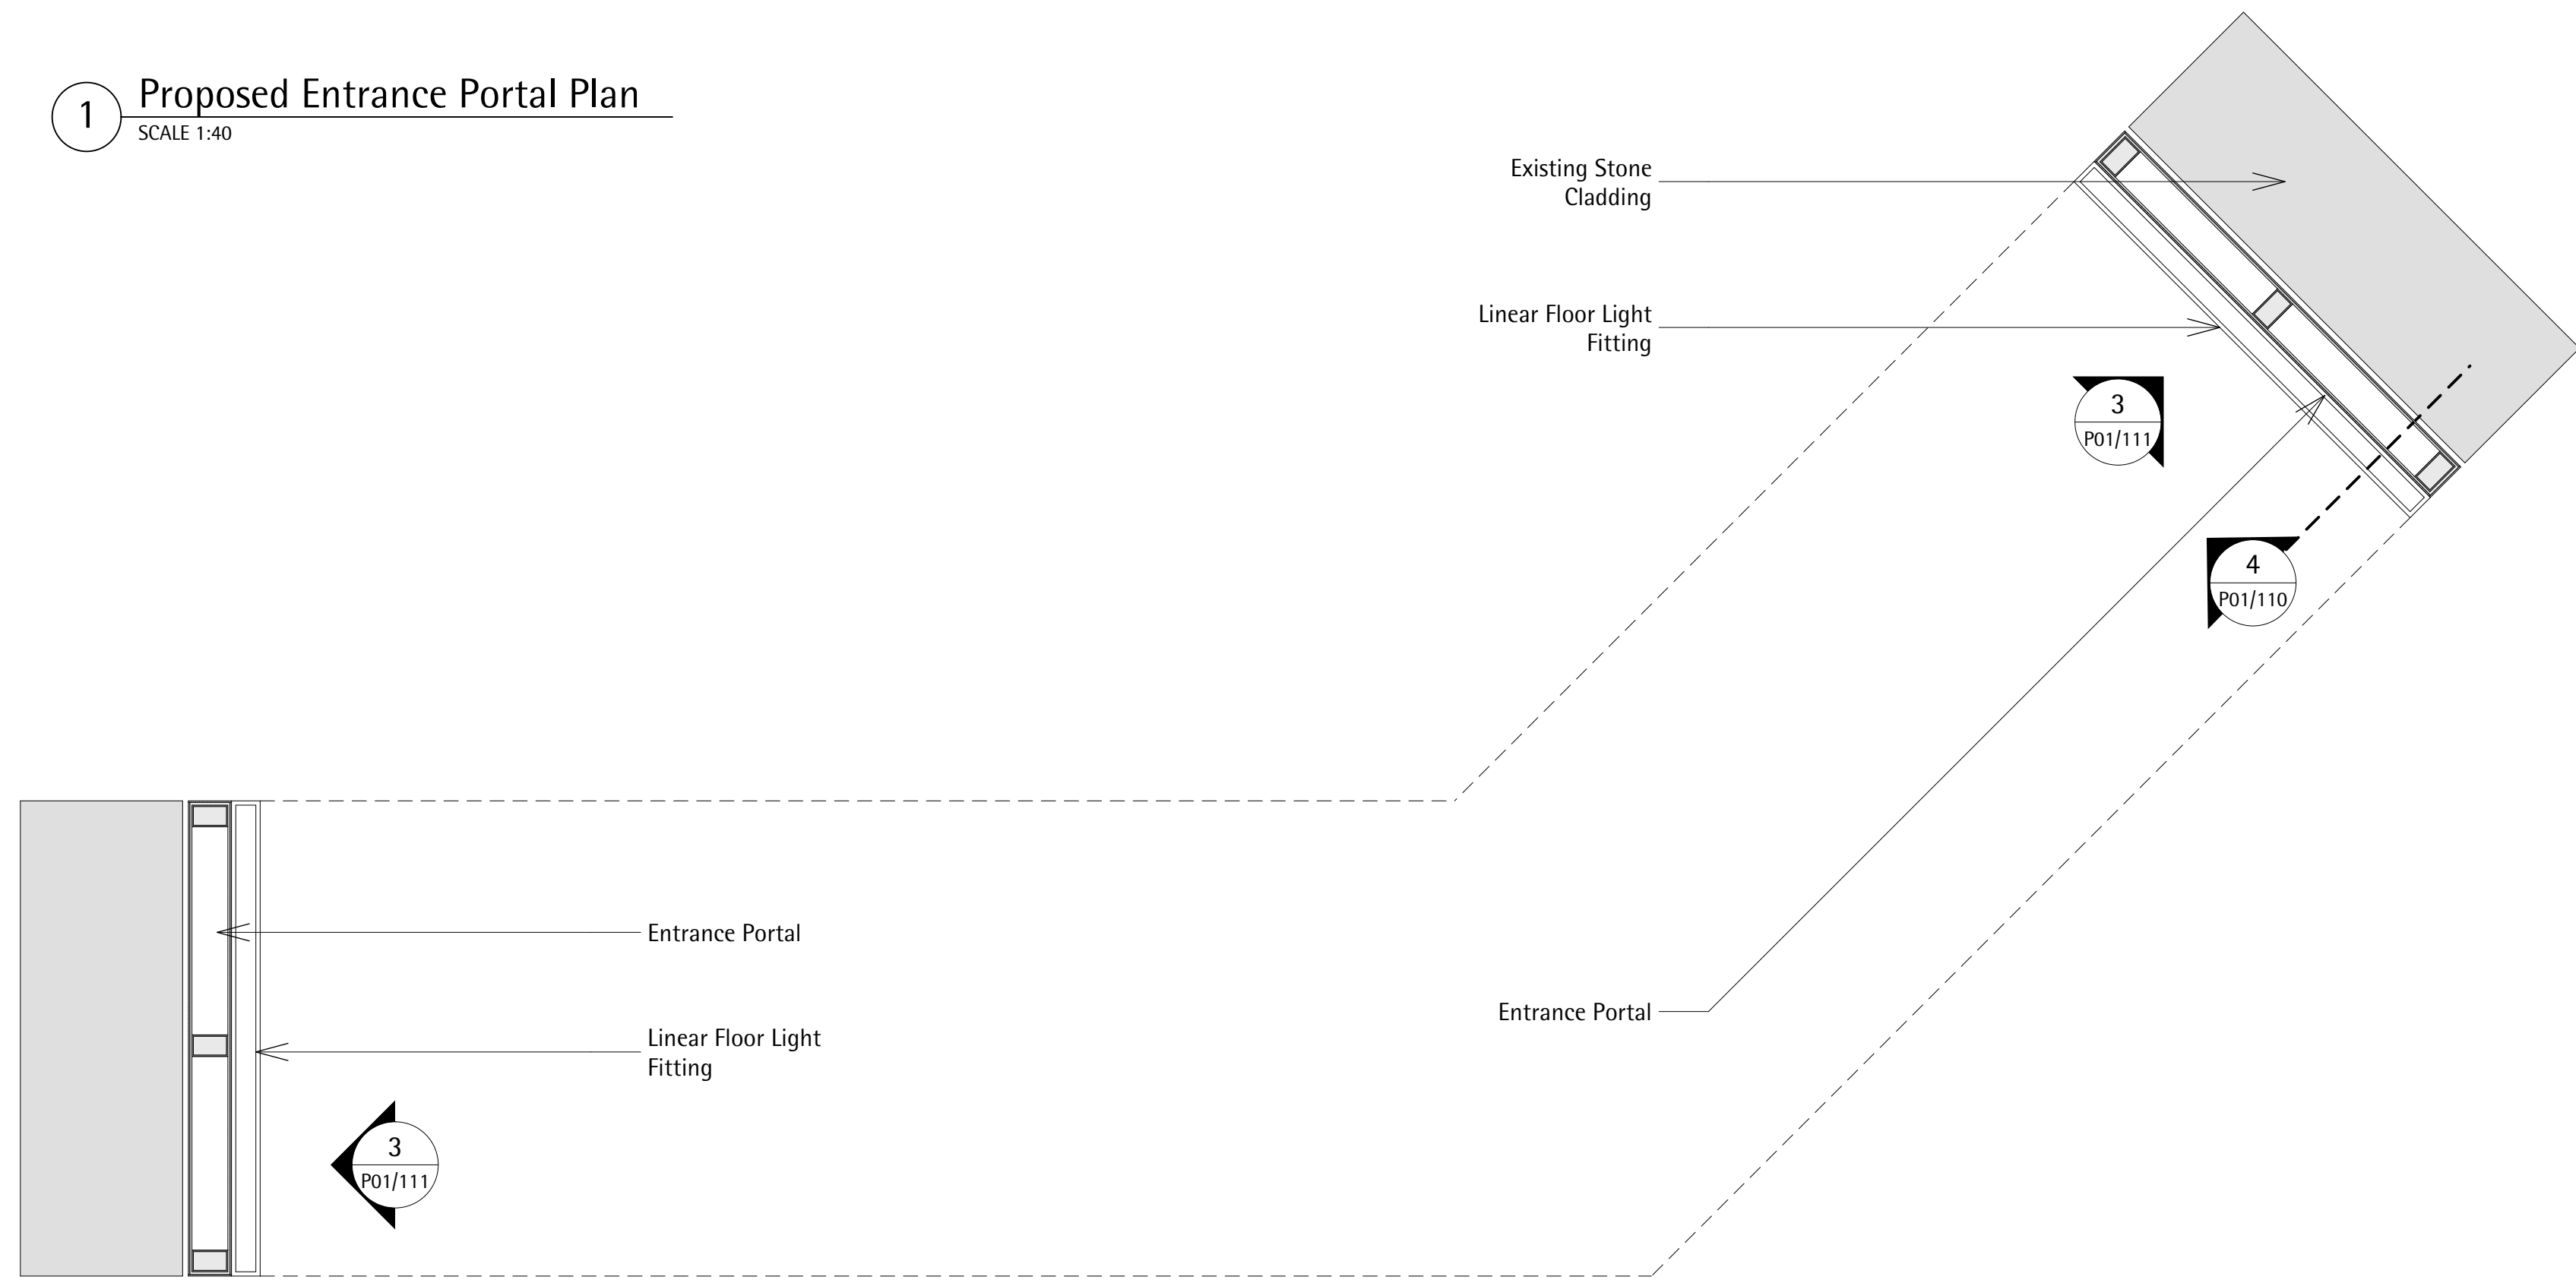 1
Proposed Entrance Portal Plan
SCALE 1:40
Existing Stone
Cladding
Linear Floor Light
Fitting
3
P01/111
4
P01/110
Entrance Portal
Linear Floor Light
Fitting
Entrance Portal
3
P01/111